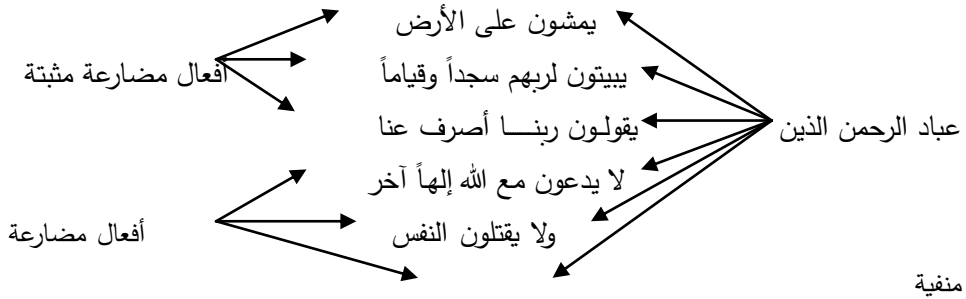 يمشون على الأرض
يبيتون لربهم سجداً وقياماً
أفعال مضارعة مثبتة
عباد الرحمن الذين
يقولون ربنـــا أصرف عنا
لا يدعون مع الله إلهاً آخر
ولا يقتلون النفس
أفعال مضارعة
منفية